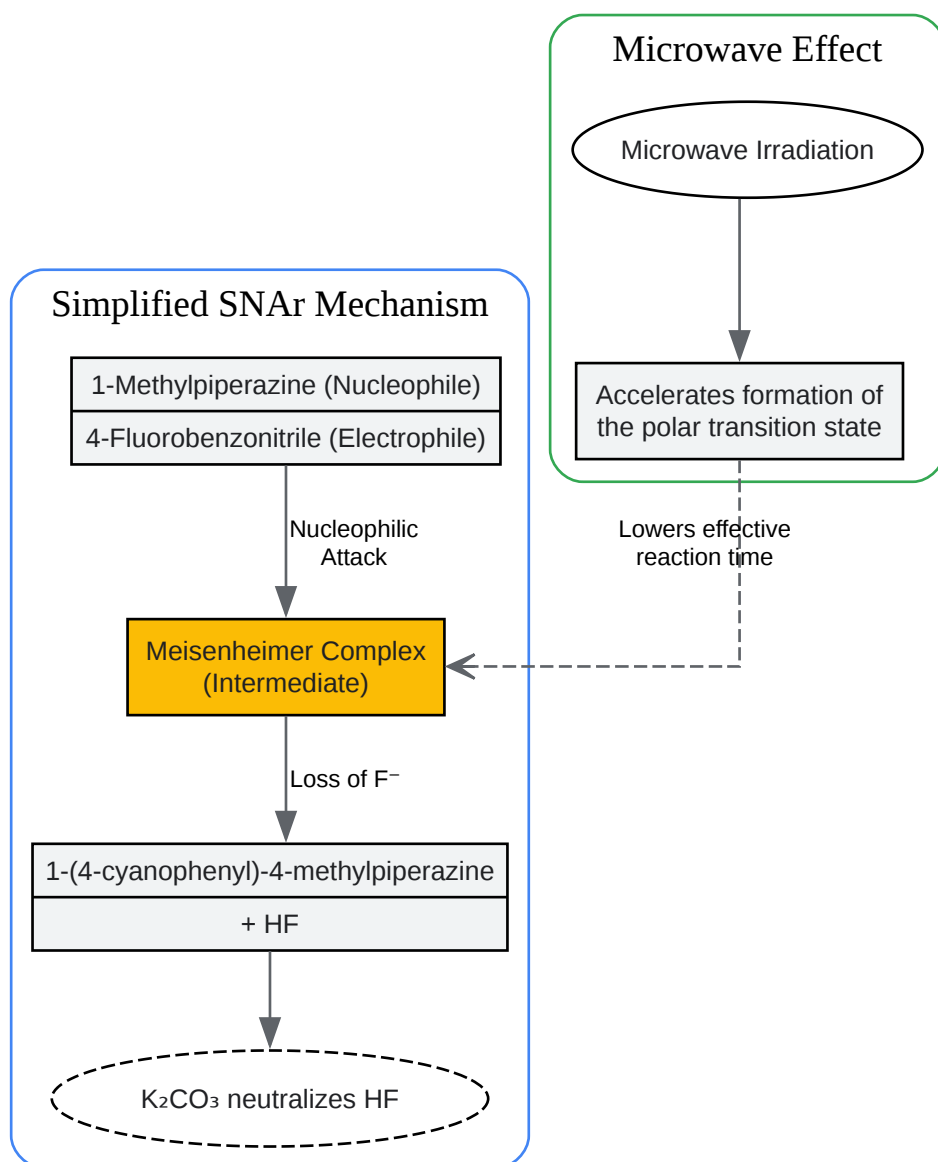 Microwave Effect
Microwave Irradiation
Accelerates formation of
the polar transition state
Lowers effective
reaction time
Simplified SNAr Mechanism
1-Methylpiperazine (Nucleophile)
4-Fluorobenzonitrile (Electrophile)
Nucleophilic
Attack
Meisenheimer Complex
(Intermediate)
Loss of F⁻
1-(4-cyanophenyl)-4-methylpiperazine
+ HF
K₂CO₃ neutralizes HF